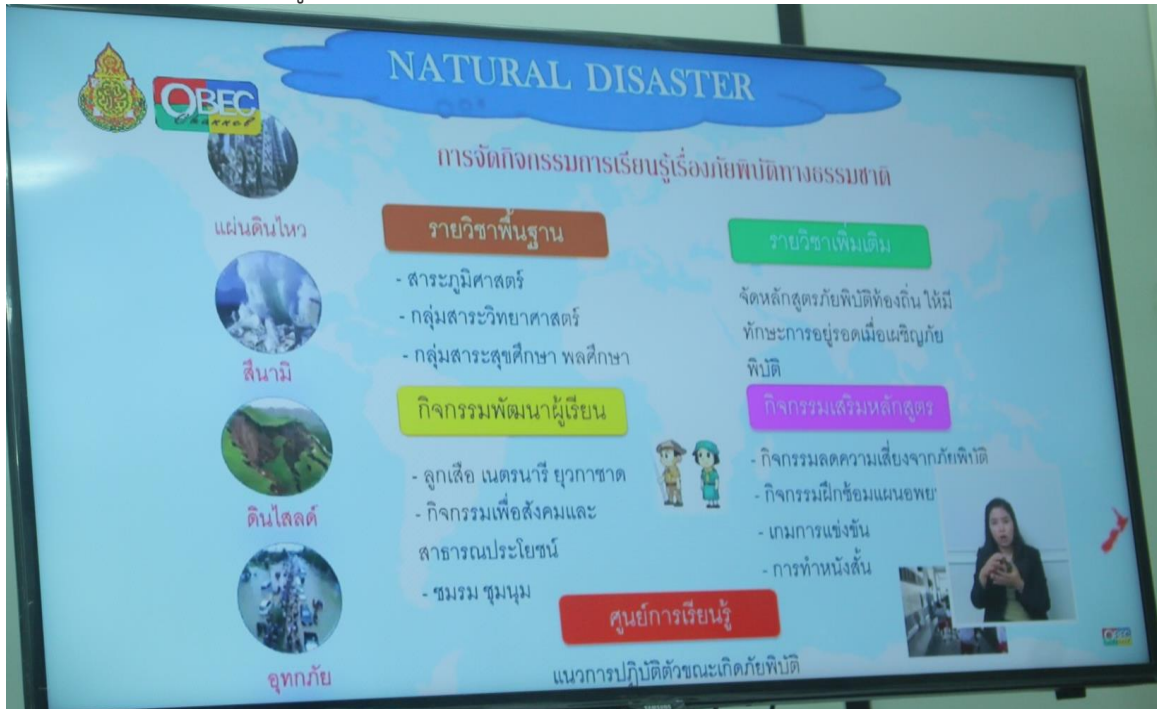 NATURAL DISASTER
OBEC
Channel
การจัดกิจกรรมการเรียนรู้เรื่องภัยพิบัติทางธรรมชาติ
แผ่นดินไหว
สึนามิ
ดินไสลด์
อุทกภัย
รายวิชาพื้นฐาน
- สาระภูมิศาสตร์
- กลุ่มสาระวิทยาศาสตร์
- กลุ่มสาระสุขศึกษา พลศึกษา
รายวิชาเพิ่มเติม
จัดหลักสูตรภัยพิบัติท้องถิ่น ให้มี
ทักษะการอยู่รอดเมื่อเผชิญภัย
พิบัติ
กิจกรรมพัฒนาผู้เรียน
- ลูกเสือ เนตรนารี ยุวกาชาด
- กิจกรรมเพื่อสังคมและ
สาธารณประโยชน์
- ชมรม ชุมนุม
กิจกรรมเสริมหลักสูตร
- กิจกรรมลดความเสี่ยงจากภัยพิบัติ
- กิจกรรมฝึกซ้อมแผนอพย
- เกมการแข่งขัน
- การทำหนังสั้น
ศูนย์การเรียนรู้
แนวการปฏิบัติตัวขณะเกิดภัยพิบัติ
OBEC
SAMSUNG